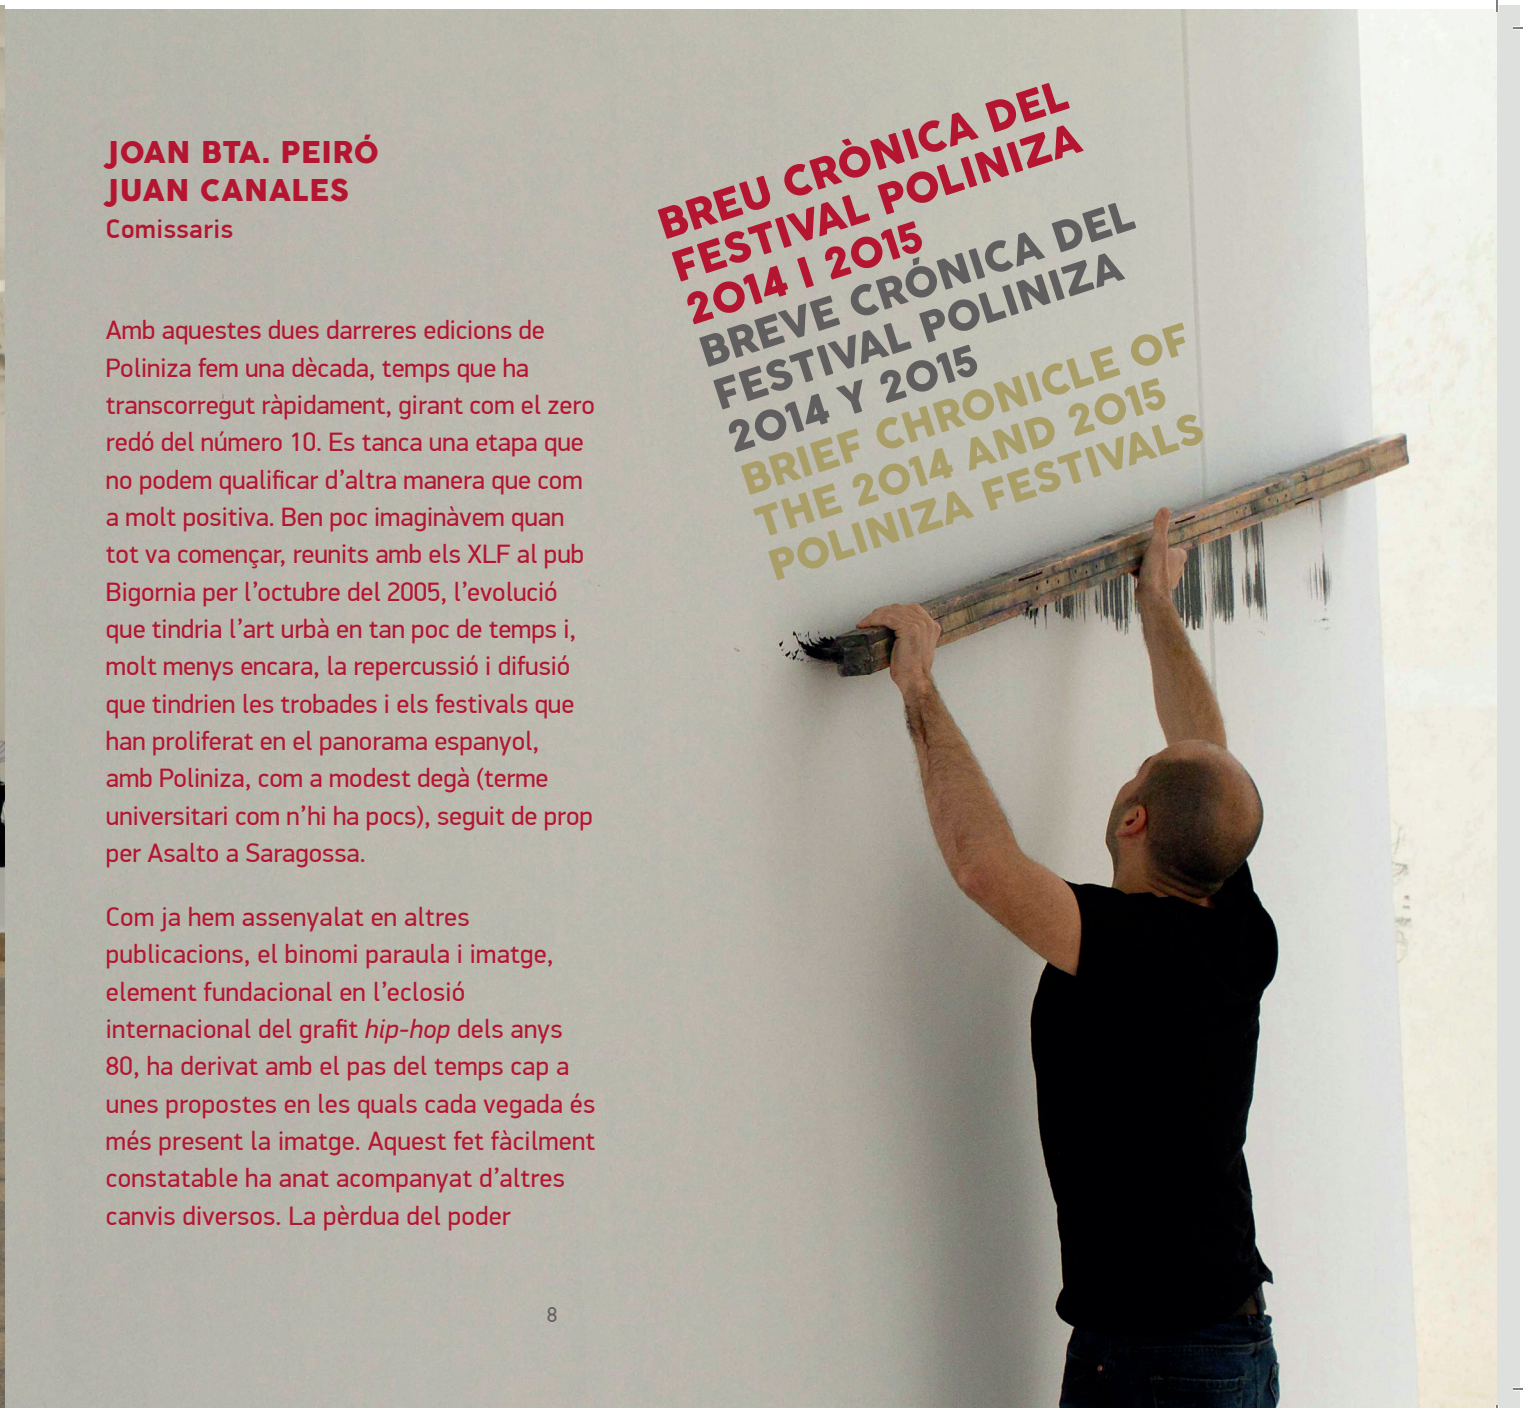 JOAN BTA. PEIRÓ
JUAN CANALES
Comissaris
Amb aquestes dues darreres edicions de
Poliniza fem una dècada, temps que ha
transcorregut ràpidament, girant com el zero
redó del número 10. Es tanca una etapa que
no podem qualificar d’altra manera que com
a molt positiva. Ben poc imaginàvem quan
tot va començar, reunits amb els XLF al pub
Bigornia per l’octubre del 2005, l’evolució
que tindria l’art urbà en tan poc de temps i,
molt menys encara, la repercussió i difusió
que tindrien les trobades i els festivals que
han proliferat en el panorama espanyol,
amb Poliniza, com a modest degà (terme
universitari com n’hi ha pocs), seguit de prop
per Asalto a Saragossa.
Com ja hem assenyalat en altres
publicacions, el binomi paraula i imatge,
element fundacional en l’eclosió
internacional del grafit hip-hop dels anys
80, ha derivat amb el pas del temps cap a
unes propostes en les quals cada vegada és
més present la imatge. Aquest fet fàcilment
constatable ha anat acompanyat d’altres
canvis diversos. La pèrdua del poder
8
BREU CRÒNICA DEL
FESTIVAL POLINIZA
2014 I 2015
BREVE CRÓNICA DEL
FESTIVAL POLINIZA
2014 Y 2015
BRIEF CHRONICLE OF
THE 2014 AND 2015
POLINIZA FESTIVALS